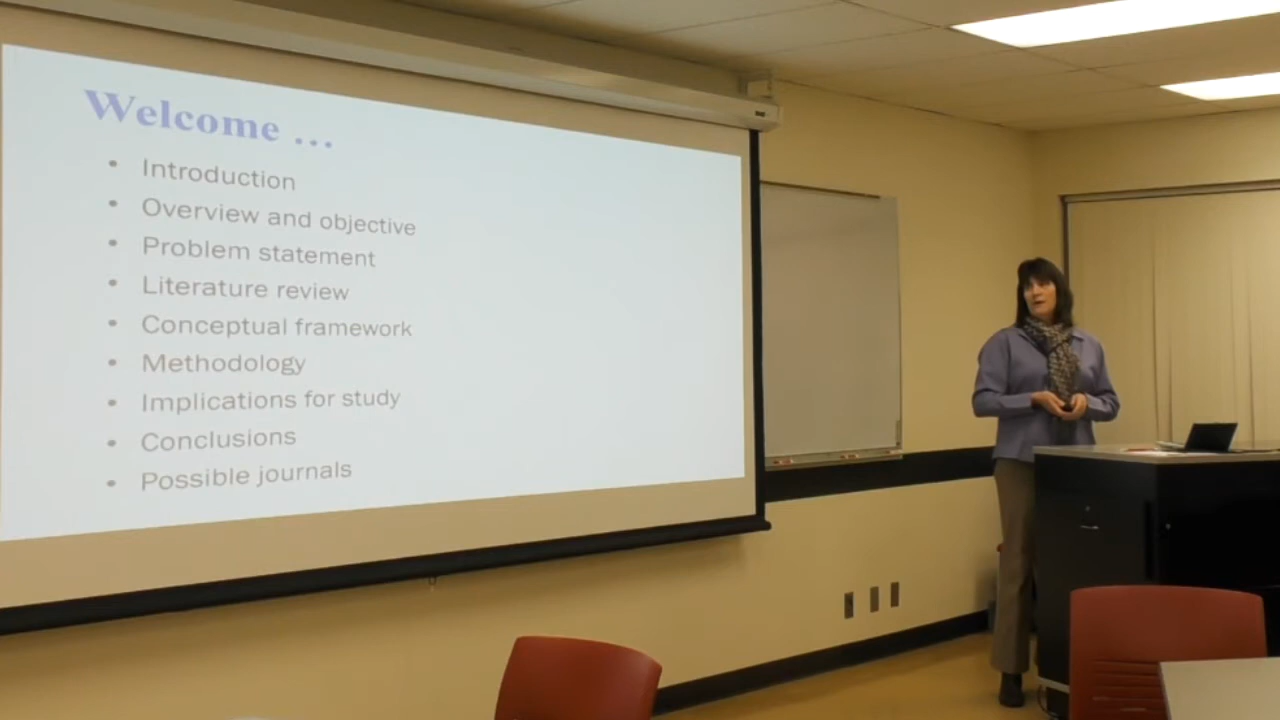 Welcome ...
• Introduction
• Overview and objective
• Problem statement
• Literature review
• Conceptual framework
• Methodology
• Implications for study
• Conclusions
• Possible journals